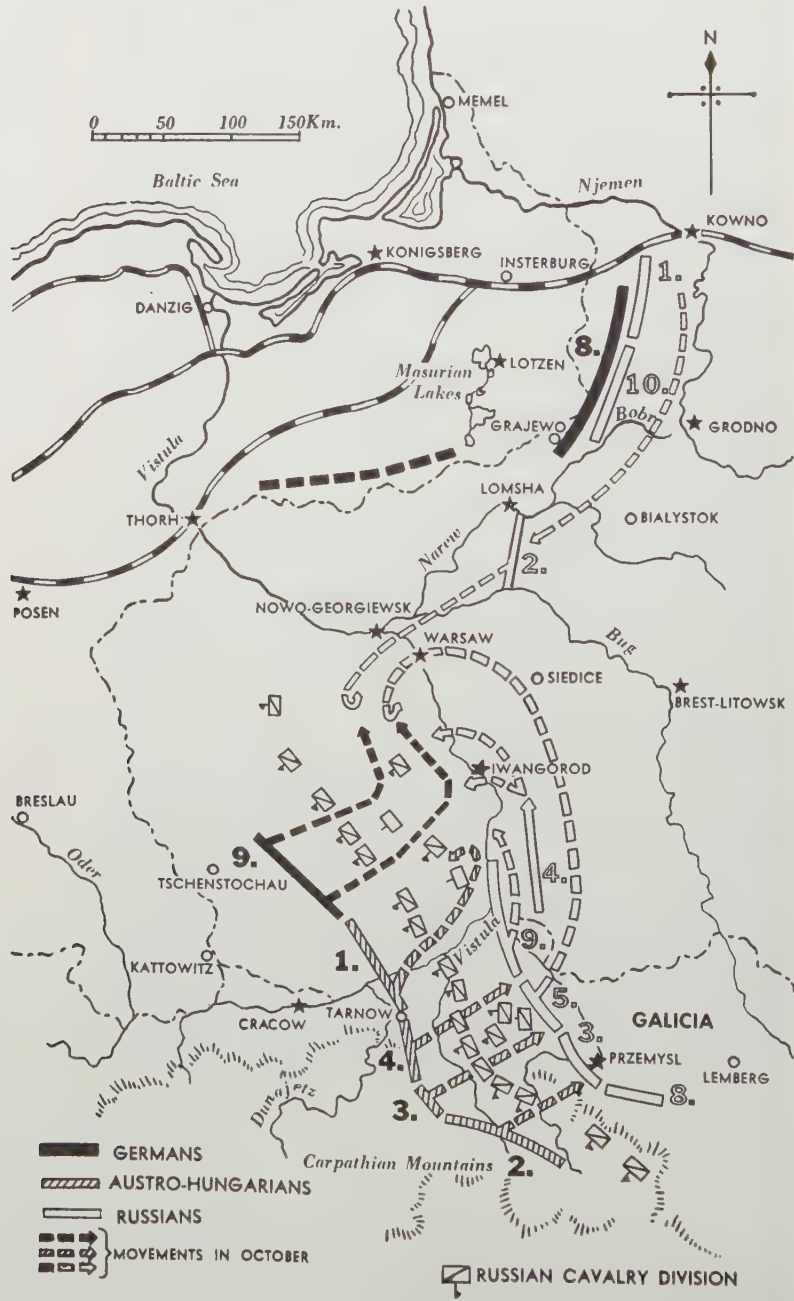 N
MEMEL
0 50 100 150Km.
Baltic Sea
Njemen
KOWNO
KONIGSBERG
INSTERBURG
1.
DANZIG
8.
Masurian
Lakes
LOTZEN
10.
GRAJEWO
Bobr
GRODNO
Vistula
LOMSHA
THORH
BIALYSTOK
Narew
2.
POSEN
NOWO-GEORGIEWSK
WARSAW
Bug
SIEDICE
BREST-LITOWSK
IWANGOROD
BRESLAU
Oder
9.
TSCHENSTOCHAU
4.
Vistula
9.
1.
KATTOWITZ
5.
CRACOW
TARNOW
3.
GALICIA
4.
PRZEMYSL
LEMBERG
Dunajetz
3.
8.
Carpathian Mountains
2.
GERMANS
AUSTRO-HUNGARIANS
RUSSIANS
MOVEMENTS IN OCTOBER
RUSSIAN CAVALRY DIVISION